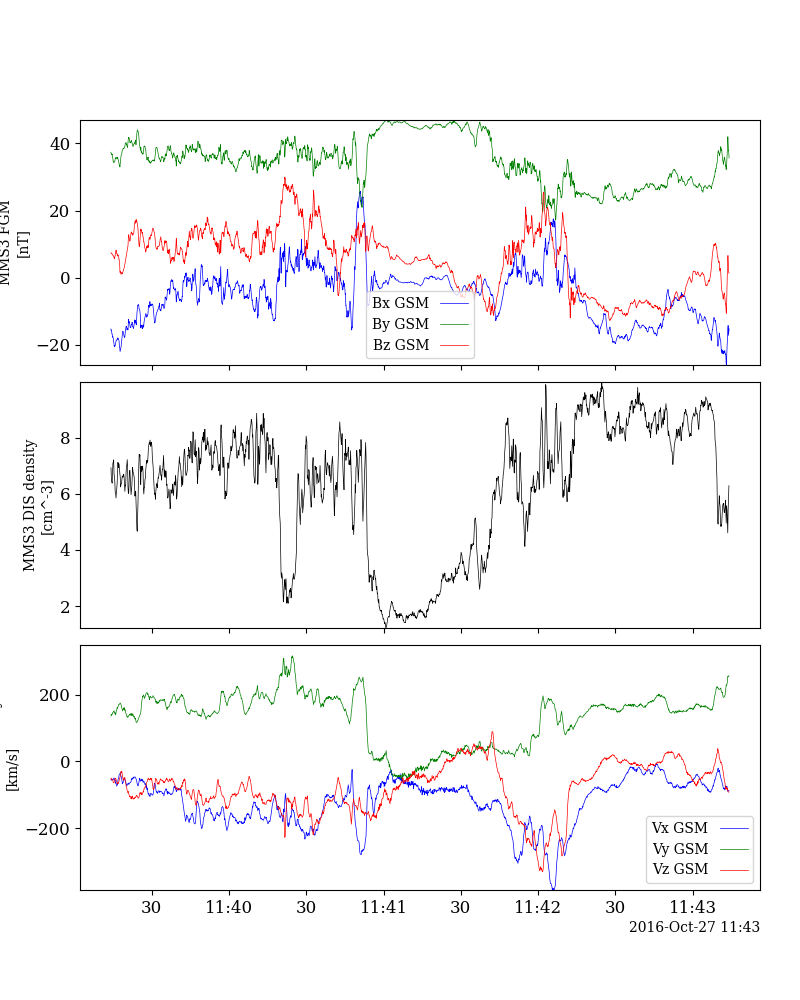 40
20
0
−20
MMS3 FGM
[nT]
Bx GSM
By GSM
Bz GSM
8
6
4
2
MMS3 DIS density
[cm^-3]
200
0
−200
[km/s]
Vx GSM
Vy GSM
Vz GSM
30 11:40 30 11:41 30 11:42 30 11:43
2016-Oct-27 11:43